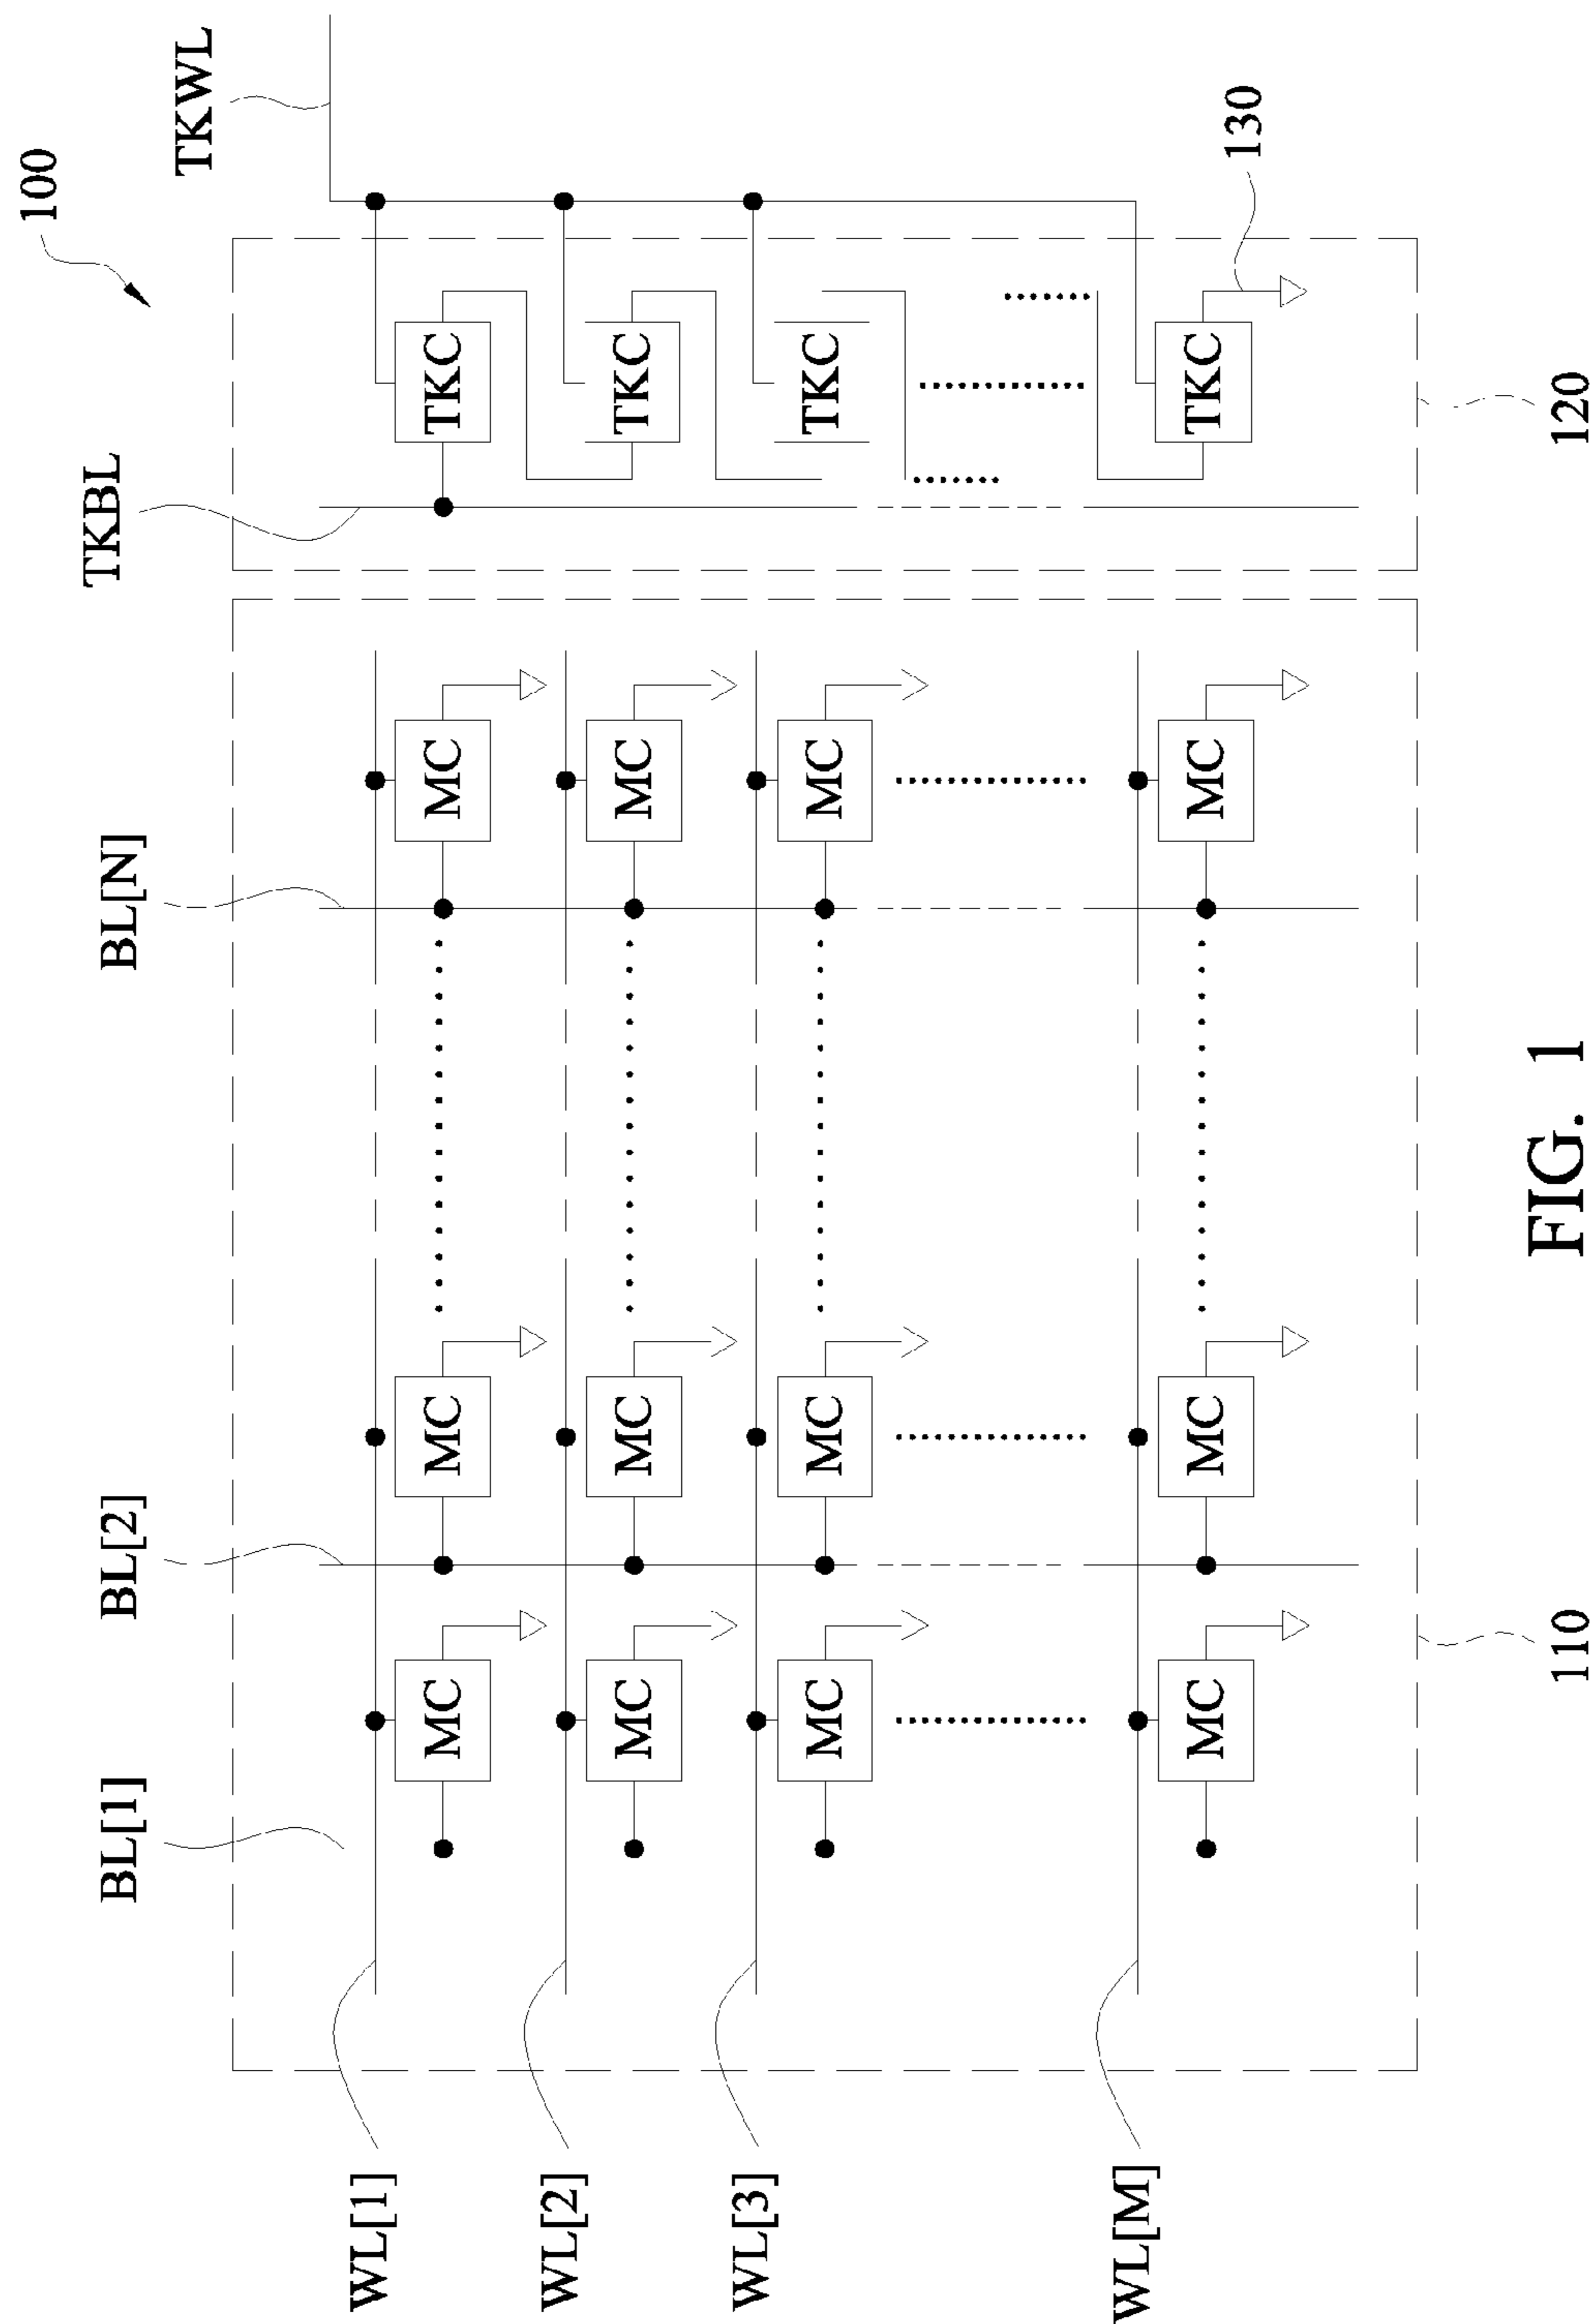 100
TKWL
TKBL
BL[N]
BL[2]
BL[1]
WL[1]
MC
MC
MC
TKC
WL[2]
MC
MC
MC
TKC
WL[3]
MC
MC
MC
TKC
WL[M]
MC
MC
MC
TKC
130
110
120
FIG. 1